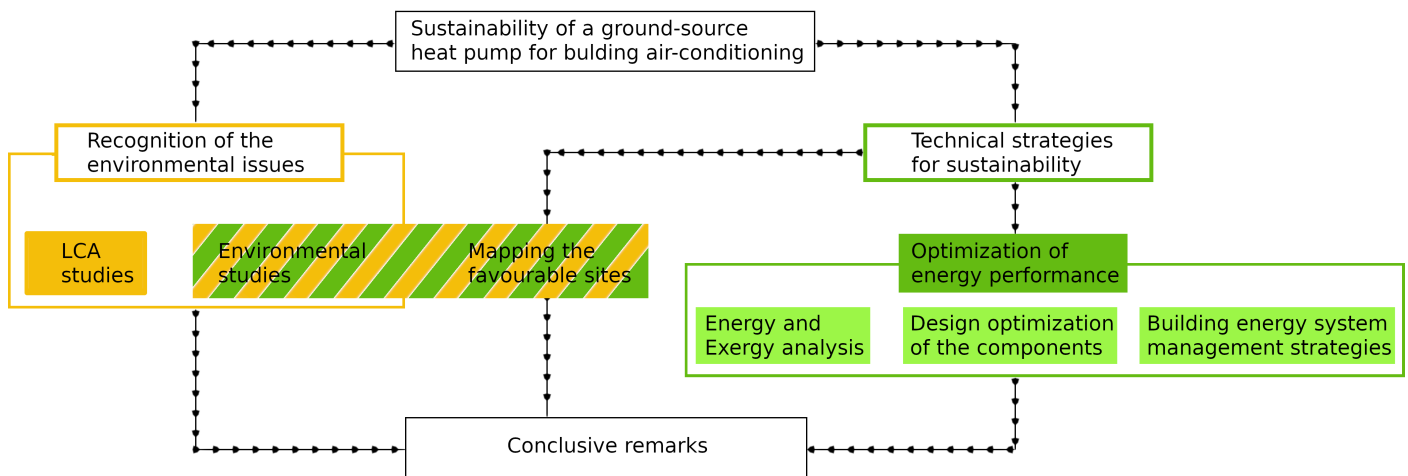 Sustainability of a ground-source
heat pump for bulding air-conditioning
Recognition of the
environmental issues
Technical strategies
for sustainability
LCA
studies
Environmental
studies
Mapping the
favourable sites
Optimization of
energy performance
Energy and
Exergy analysis
Design optimization
of the components
Building energy system
management strategies
Conclusive remarks